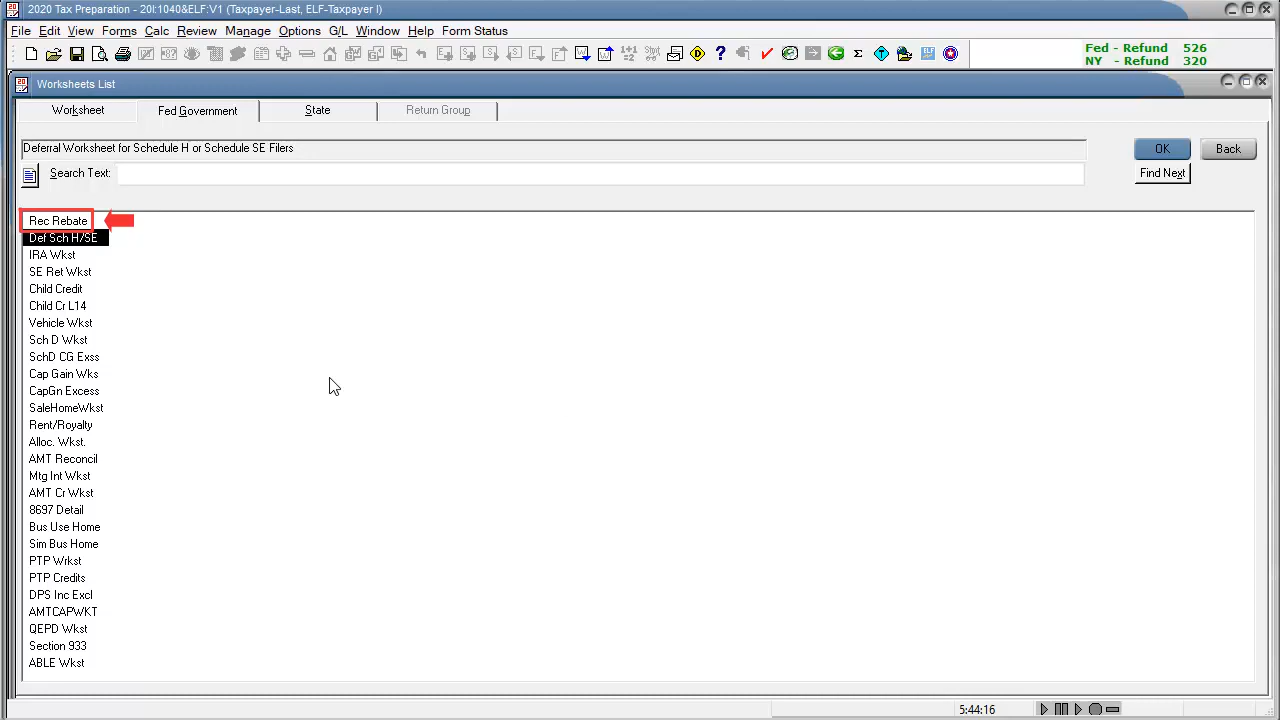 2020 Tax Preparation - 20I:1040&ELF:V1 (Taxpayer-Last, ELF-Taxpayer I)
File Edit View Forms Calc Review Manage Options G/L Window Help Form Status
Fed - Refund 526
NY - Refund 320
Worksheets List
Worksheet Fed Government State Return Group
Deferral Worksheet for Schedule H or Schedule SE Filers
OK Back
Search Text:
Find Next
Rec Rebate
Def Sch H/SE
IRA Wkst
SE Ret Wkst
Child Credit
Child Cr L14
Vehicle Wkst
Sch D Wkst
SchD CG Exss
Cap Gain Wks
CapGn Excess
SaleHomeWkst
Rent/Royalty
Alloc. Wkst.
AMT Reconcil
Mtg Int Wkst
AMT Cr Wkst
8697 Detail
Bus Use Home
Sim Bus Home
PTP Wrkst
PTP Credits
DPS Inc Excl
AMTCAPWKT
QEPD Wkst
Section 933
ABLE Wkst
5:44:16